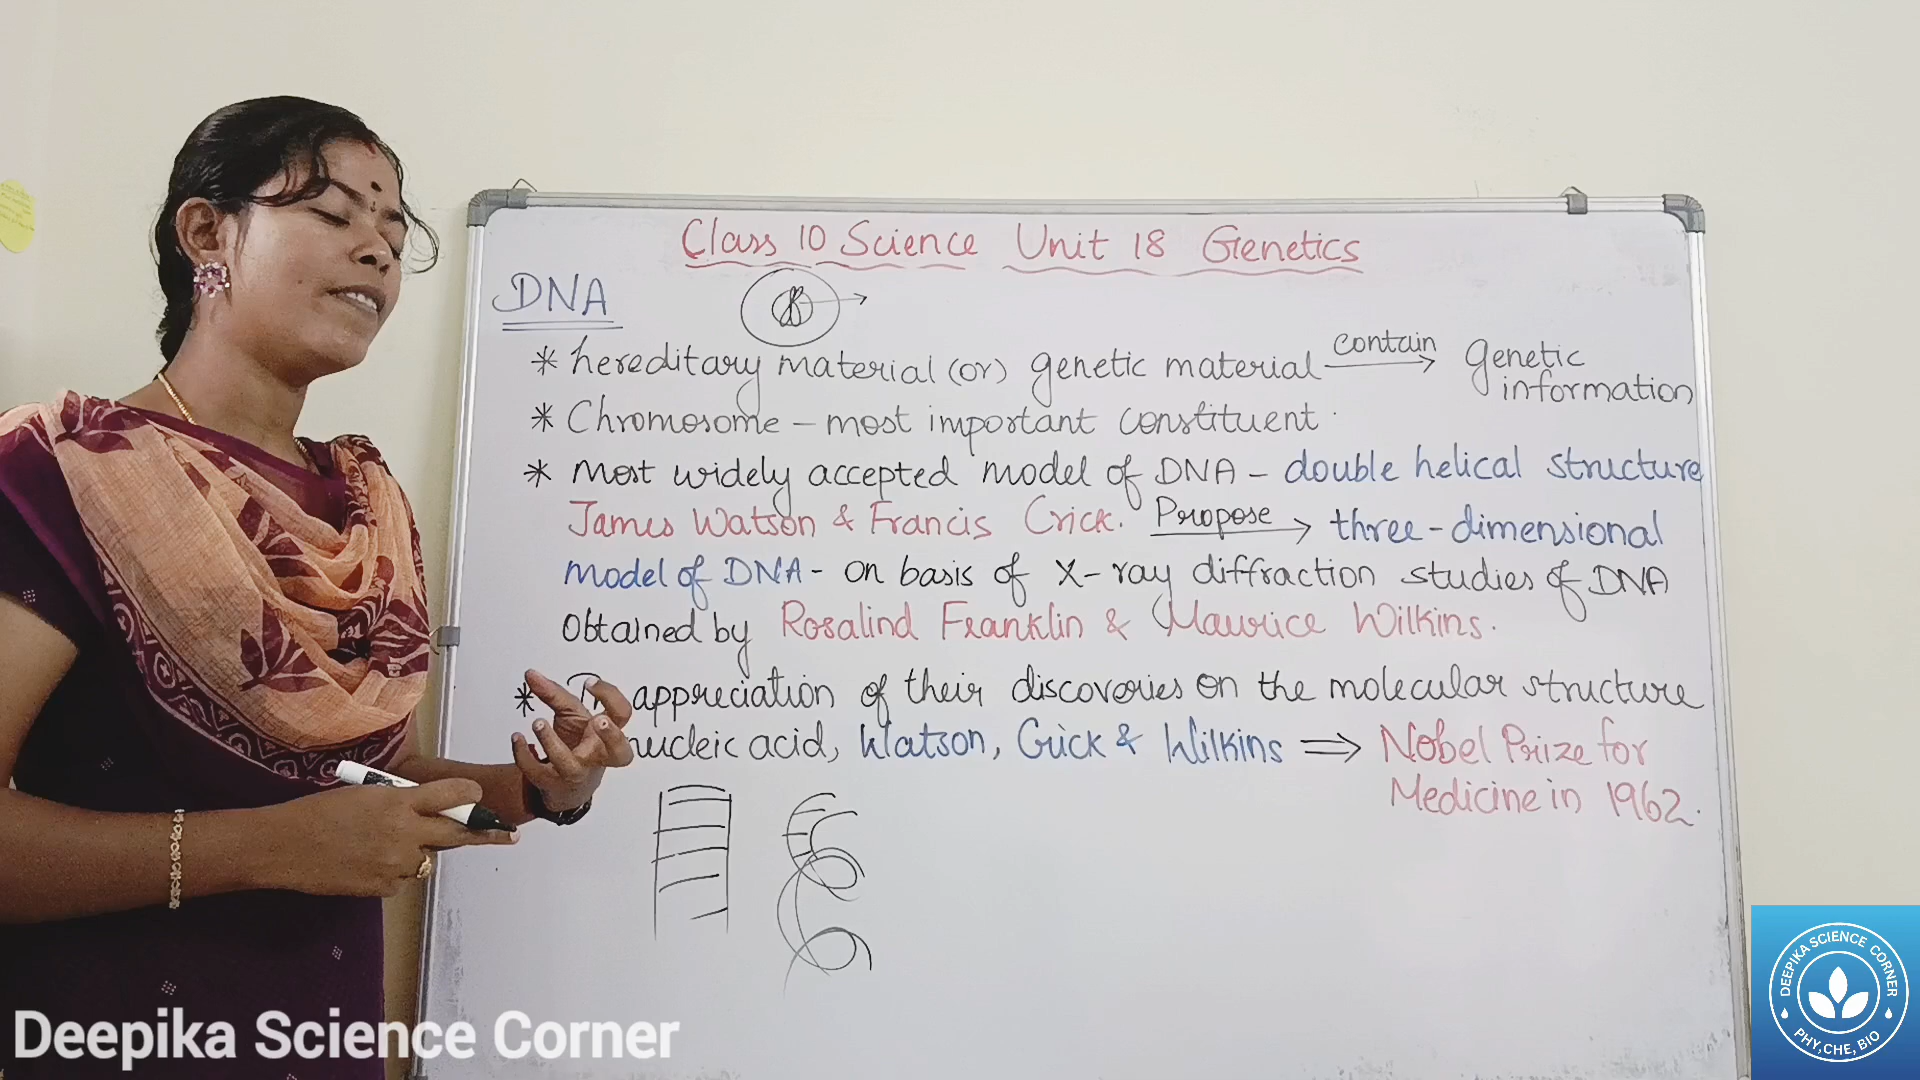 Class 10 Science Unit 18 Genetics
DNA
* hereditary material (or) genetic material contain → genetic information
* Chromosome – most important constituent.
* Most widely accepted model of DNA – double helical structure
James Watson & Francis Crick. Propose → three-dimensional
model of DNA - on basis of X-ray diffraction studies of DNA
obtained by Rosalind Franklin & Maurice Wilkins.
* appreciation of their discoveries on the molecular structure
nucleic acid, Watson, Crick & Wilkins ⇒ Nobel Prize for
Medicine in 1962.
Deepika Science Corner
DEEPIKA SCIENCE CORNER
PHY, CHE, BIO